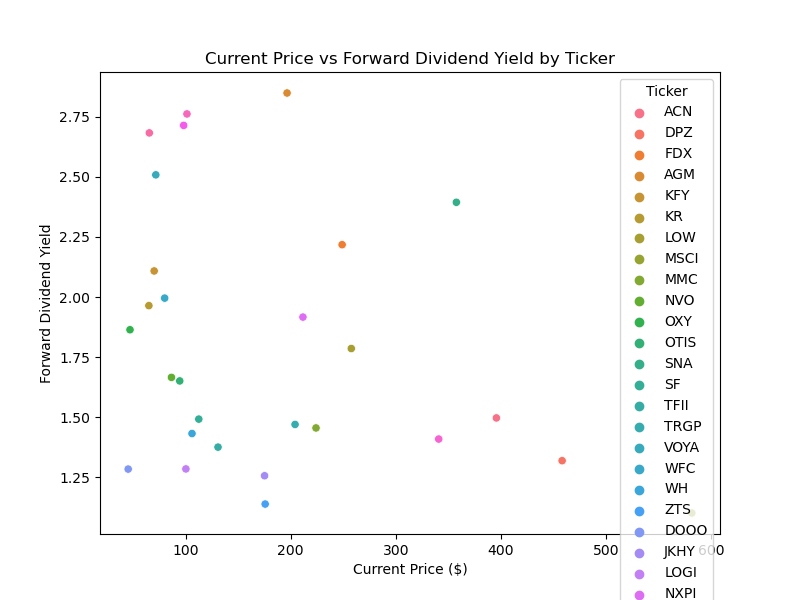 Current Price vs Forward Dividend Yield by Ticker
Ticker
ACN
DPZ
FDX
AGM
KFY
KR
LOW
MSCI
MMC
NVO
OXY
OTIS
SNA
SF
TFII
TRGP
VOYA
WFC
WH
ZTS
DOOO
JKHY
LOGI
NXPI
2.75
2.50
2.25
2.00
1.75
1.50
1.25
Forward Dividend Yield
100
200
300
400
500
600
Current Price ($)